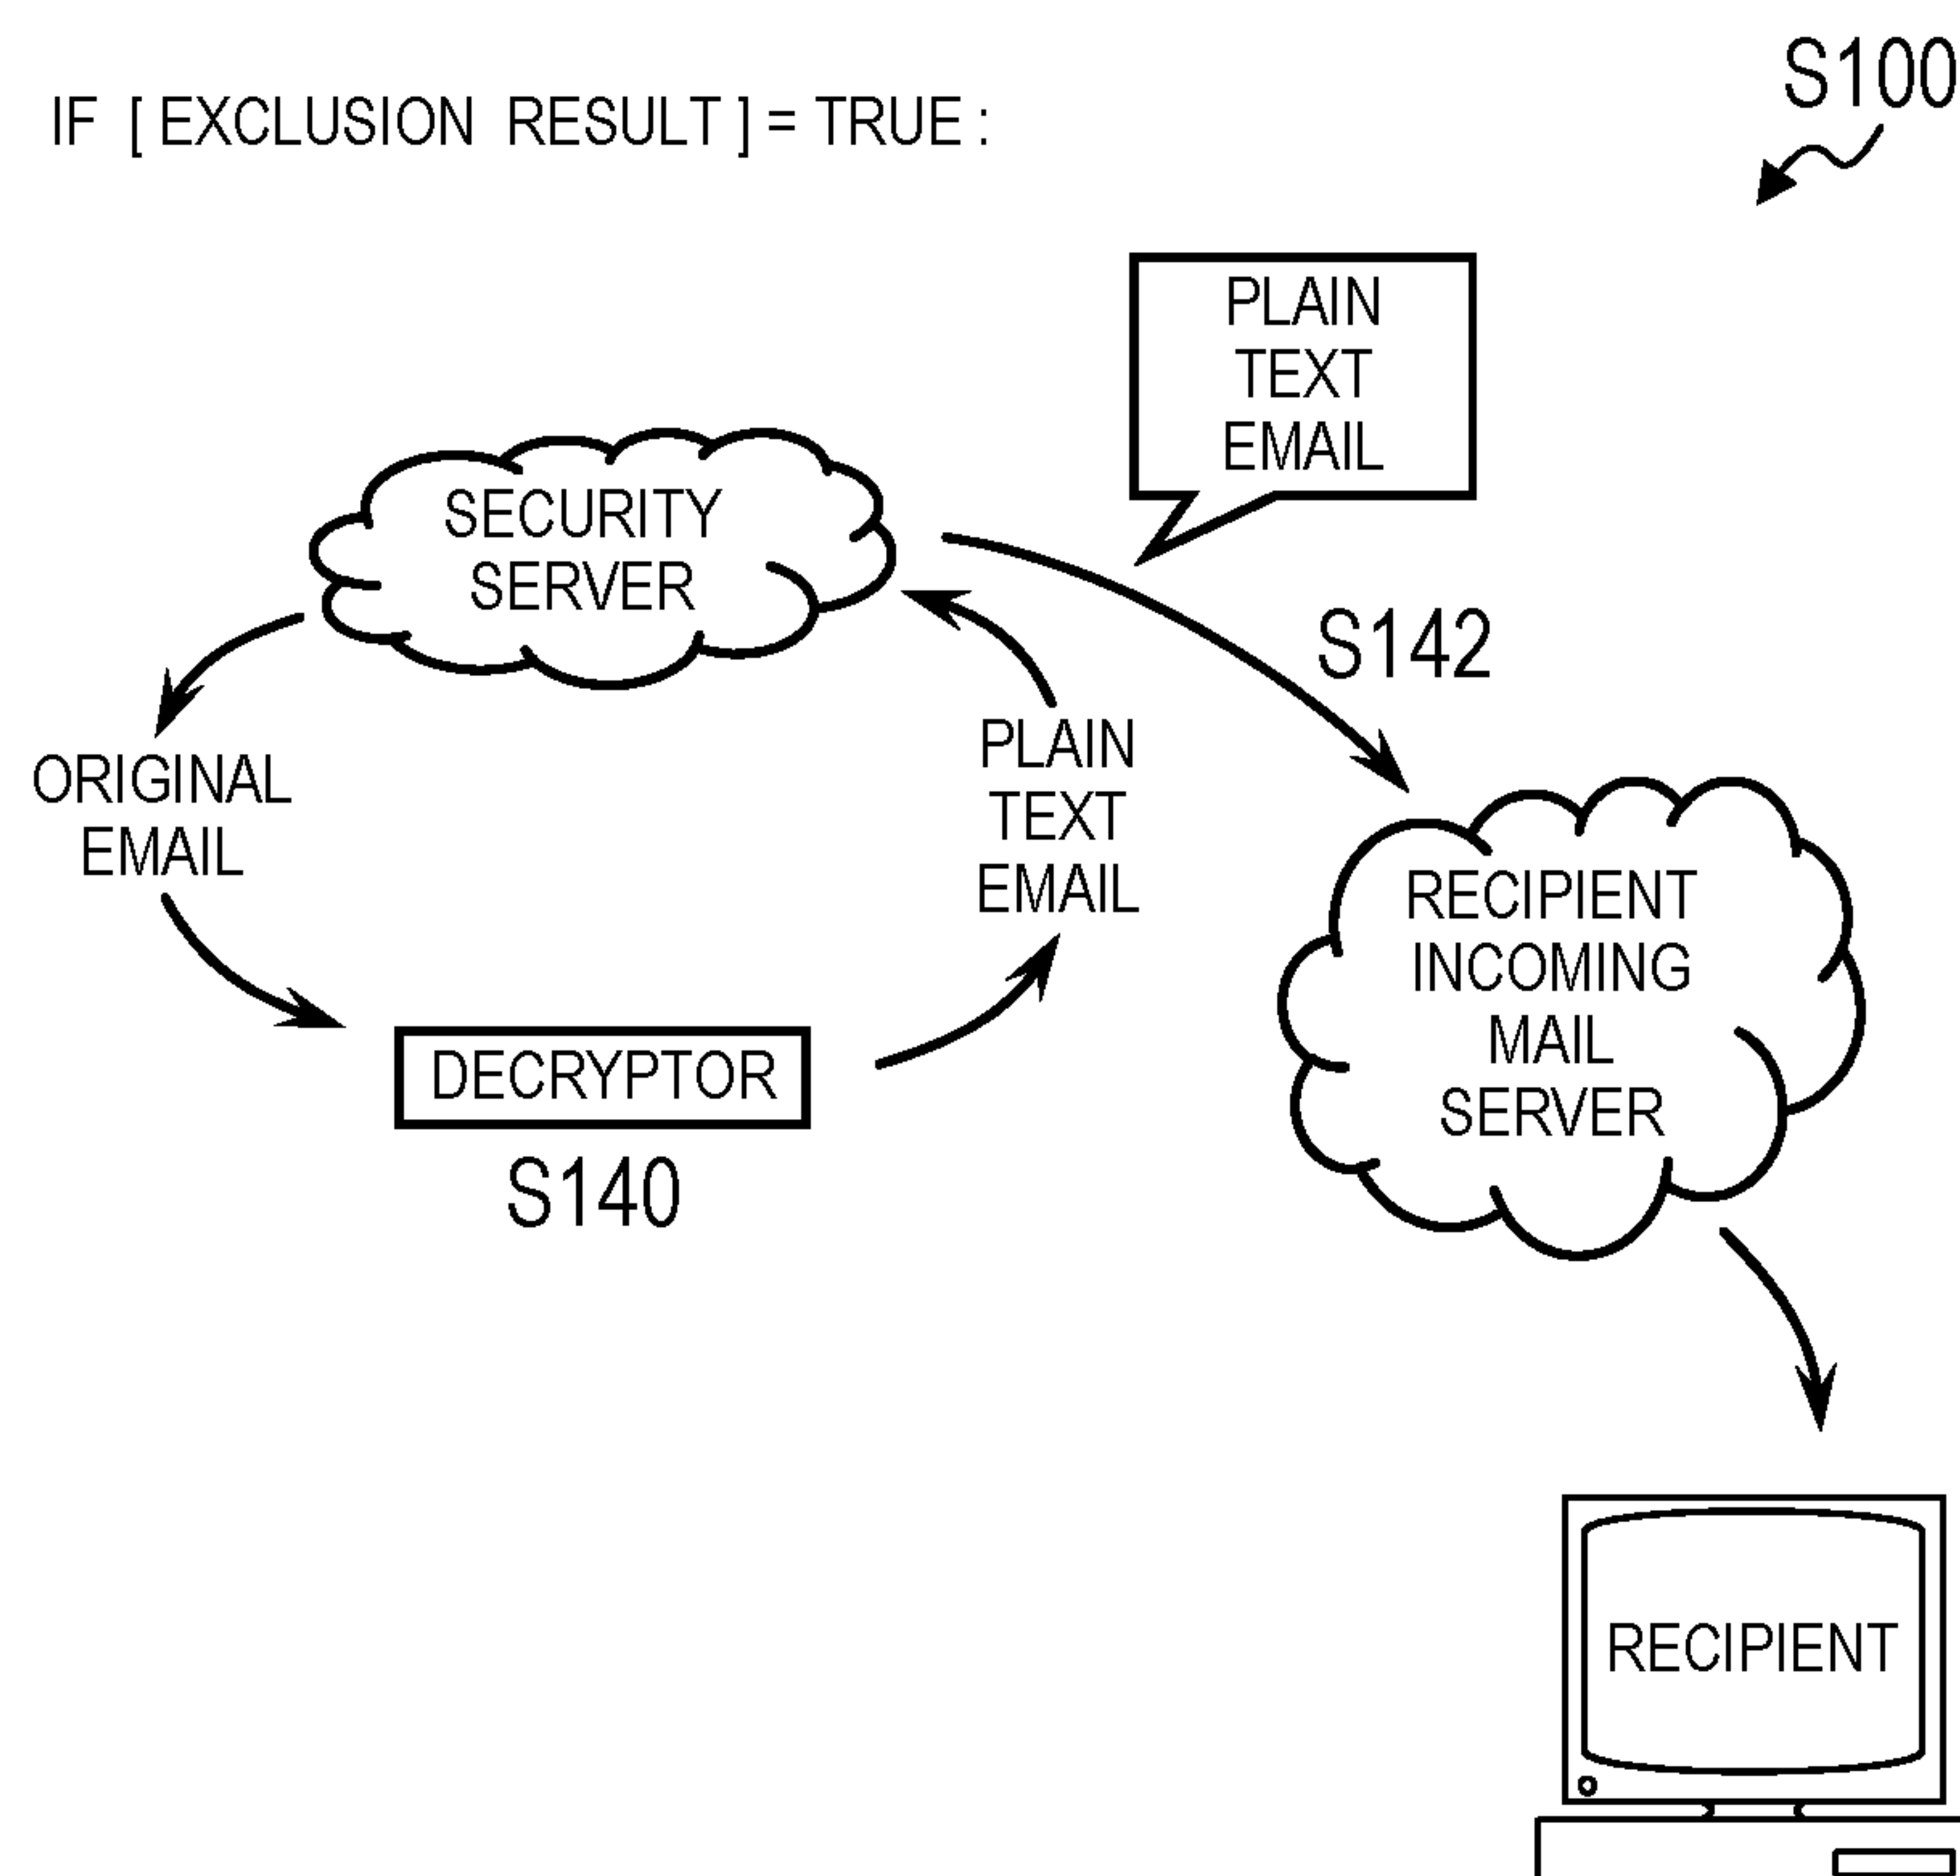 S100
IF [ EXCLUSION RESULT ] = TRUE :
PLAIN
TEXT
EMAIL
SECURITY
SERVER
S142
PLAIN
TEXT
EMAIL
ORIGINAL
EMAIL
RECIPIENT
INCOMING
MAIL
SERVER
DECRYPTOR
S140
RECIPIENT